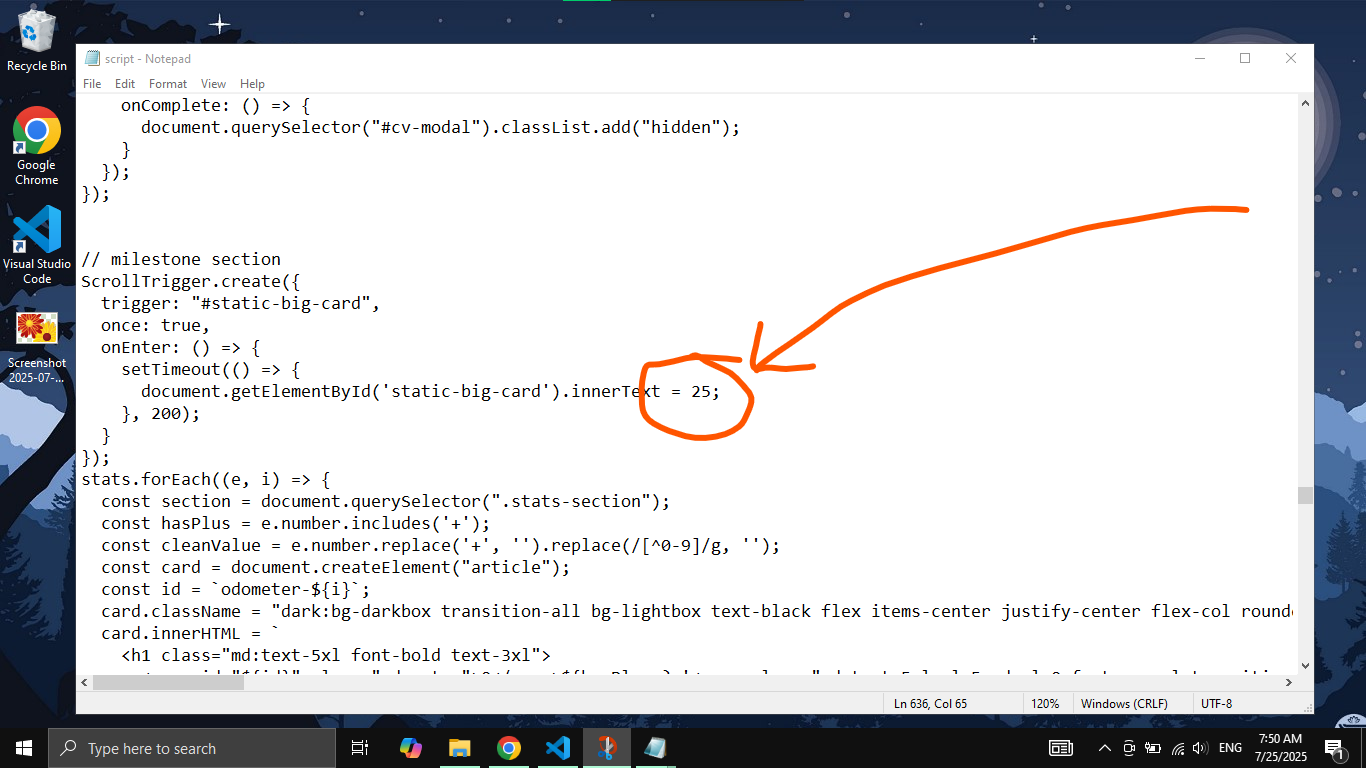 Recycle Bin
Google
Chrome
Visual Studio
Code
Screenshot
2025-07-...
script - Notepad
File Edit Format View Help
    onComplete: () => {
      document.querySelector("#cv-modal").classList.add("hidden");
    }
  });
});
// milestone section
ScrollTrigger.create({
  trigger: "#static-big-card",
  once: true,
  onEnter: () => {
    setTimeout(() => {
      document.getElementById('static-big-card').innerText = 25;
    }, 200);
  }
});
stats.forEach((e, i) => {
  const section = document.querySelector(".stats-section");
  const hasPlus = e.number.includes('+');
  const cleanValue = e.number.replace('+', '').replace(/[^0-9]/g, '');
  const card = document.createElement("article");
  const id = `odometer-${i}`;
  card.className = "dark:bg-darkbox transition-all bg-lightbox text-black flex items-center justify-center flex-col round
  card.innerHTML = `
    <h1 class="md:text-5xl font-bold text-3xl">
Ln 636, Col 65 120% Windows (CRLF) UTF-8
Type here to search
ENG
7:50 AM
7/25/2025
1